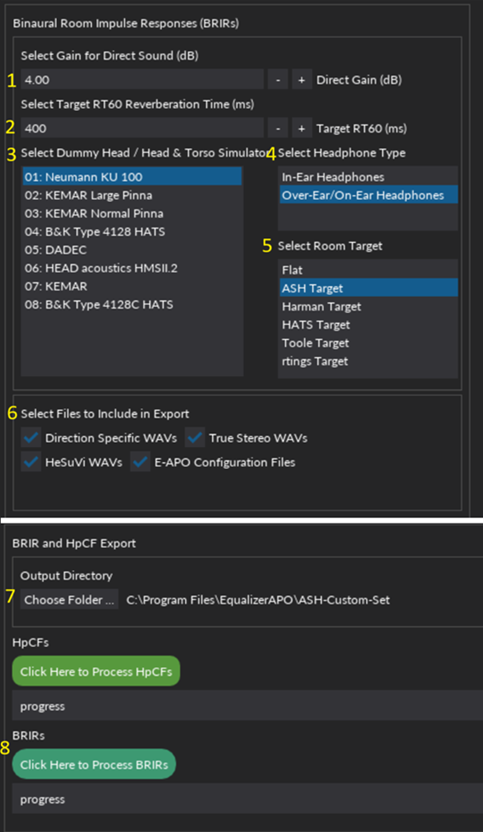 Binaural Room Impulse Responses (BRIRs)
Select Gain for Direct Sound (dB)
1 4.00 - + Direct Gain (dB)
Select Target RT60 Reverberation Time (ms)
2 400 - + Target RT60 (ms)
3 Select Dummy Head / Head & Torso Simulator
01: Neumann KU 100
02: KEMAR Large Pinna
03: KEMAR Normal Pinna
04: B&K Type 4128 HATS
05: DADEC
06: HEAD acoustics HMSII.2
07: KEMAR
08: B&K Type 4128C HATS
4 Select Headphone Type
In-Ear Headphones
Over-Ear/On-Ear Headphones
5 Select Room Target
Flat
ASH Target
Harman Target
HATS Target
Toole Target
rtings Target
6 Select Files to Include in Export
Direction Specific WAVs True Stereo WAVs
HeSuVi WAVs E-APO Configuration Files
BRIR and HpCF Export
Output Directory
7 Choose Folder ... C:\Program Files\EqualizerAPO\ASH-Custom-Set
HpCFs
Click Here to Process HpCFs
progress
BRIRs
8 Click Here to Process BRIRs
progress